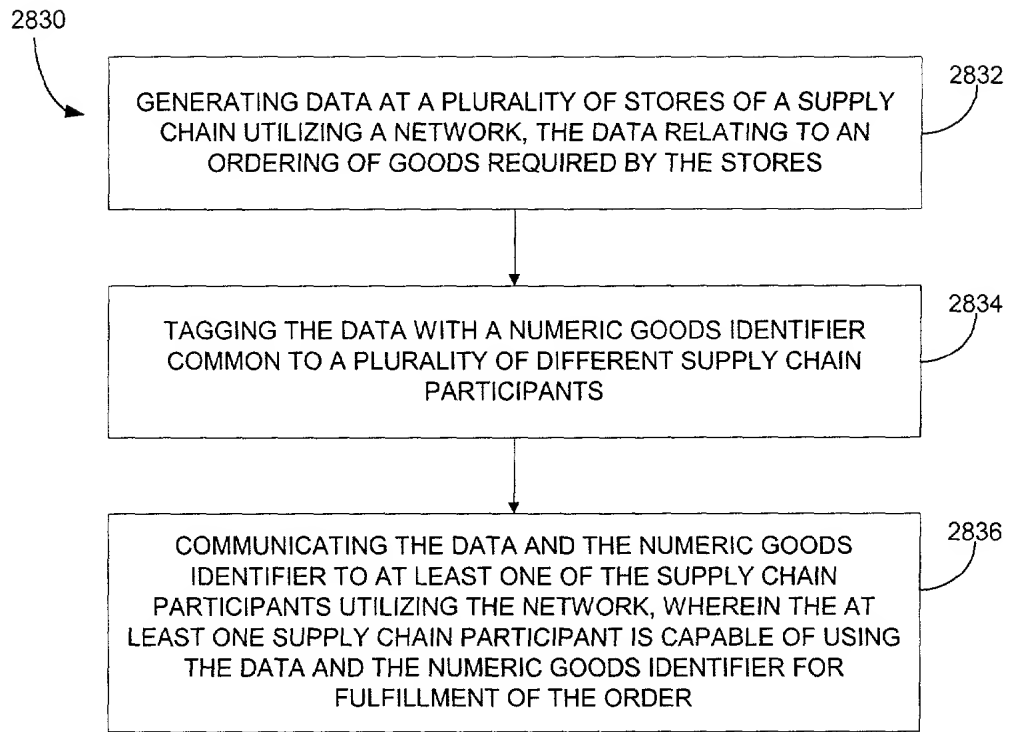 2830
2832
GENERATING DATA AT A PLURALITY OF STORES OF A SUPPLY
CHAIN UTILIZING A NETWORK, THE DATA RELATING TO AN
ORDERING OF GOODS REQUIRED BY THE STORES
2834
TAGGING THE DATA WITH A NUMERIC GOODS IDENTIFIER
COMMON TO A PLURALITY OF DIFFERENT SUPPLY CHAIN
PARTICIPANTS
2836
COMMUNICATING THE DATA AND THE NUMERIC GOODS
IDENTIFIER TO AT LEAST ONE OF THE SUPPLY CHAIN
PARTICIPANTS UTILIZING THE NETWORK, WHEREIN THE AT
LEAST ONE SUPPLY CHAIN PARTICIPANT IS CAPABLE OF USING
THE DATA AND THE NUMERIC GOODS IDENTIFIER FOR
FULFILLMENT OF THE ORDER